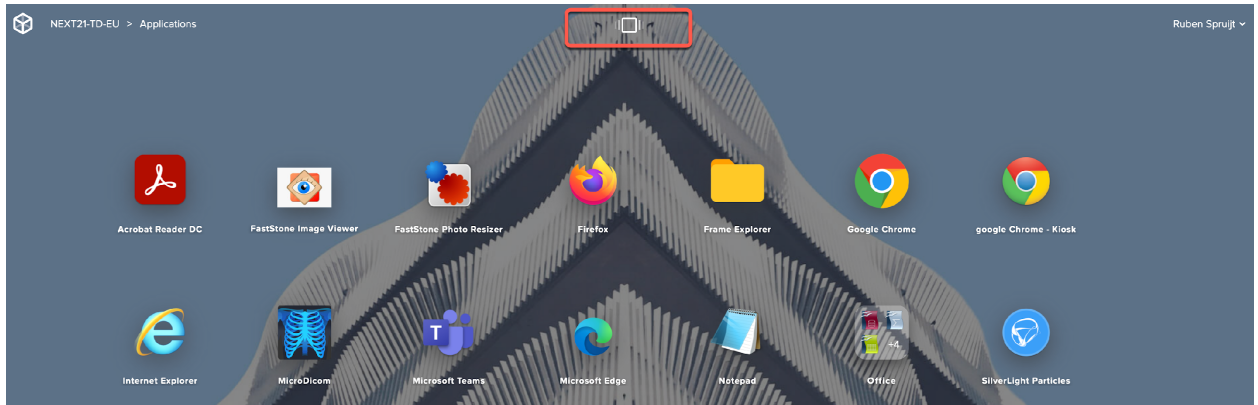 NEXT21-TD-EU > Applications
Ruben Spruijt
Acrobat Reader DC
FastStone Image Viewer
FastStone Photo Resizer
Firefox
Frame Explorer
Google Chrome
google Chrome - Kiosk
T
+4
Internet Explorer
MicroDicom
Microsoft Teams
Microsoft Edge
Notepad
Office
SilverLight Particles